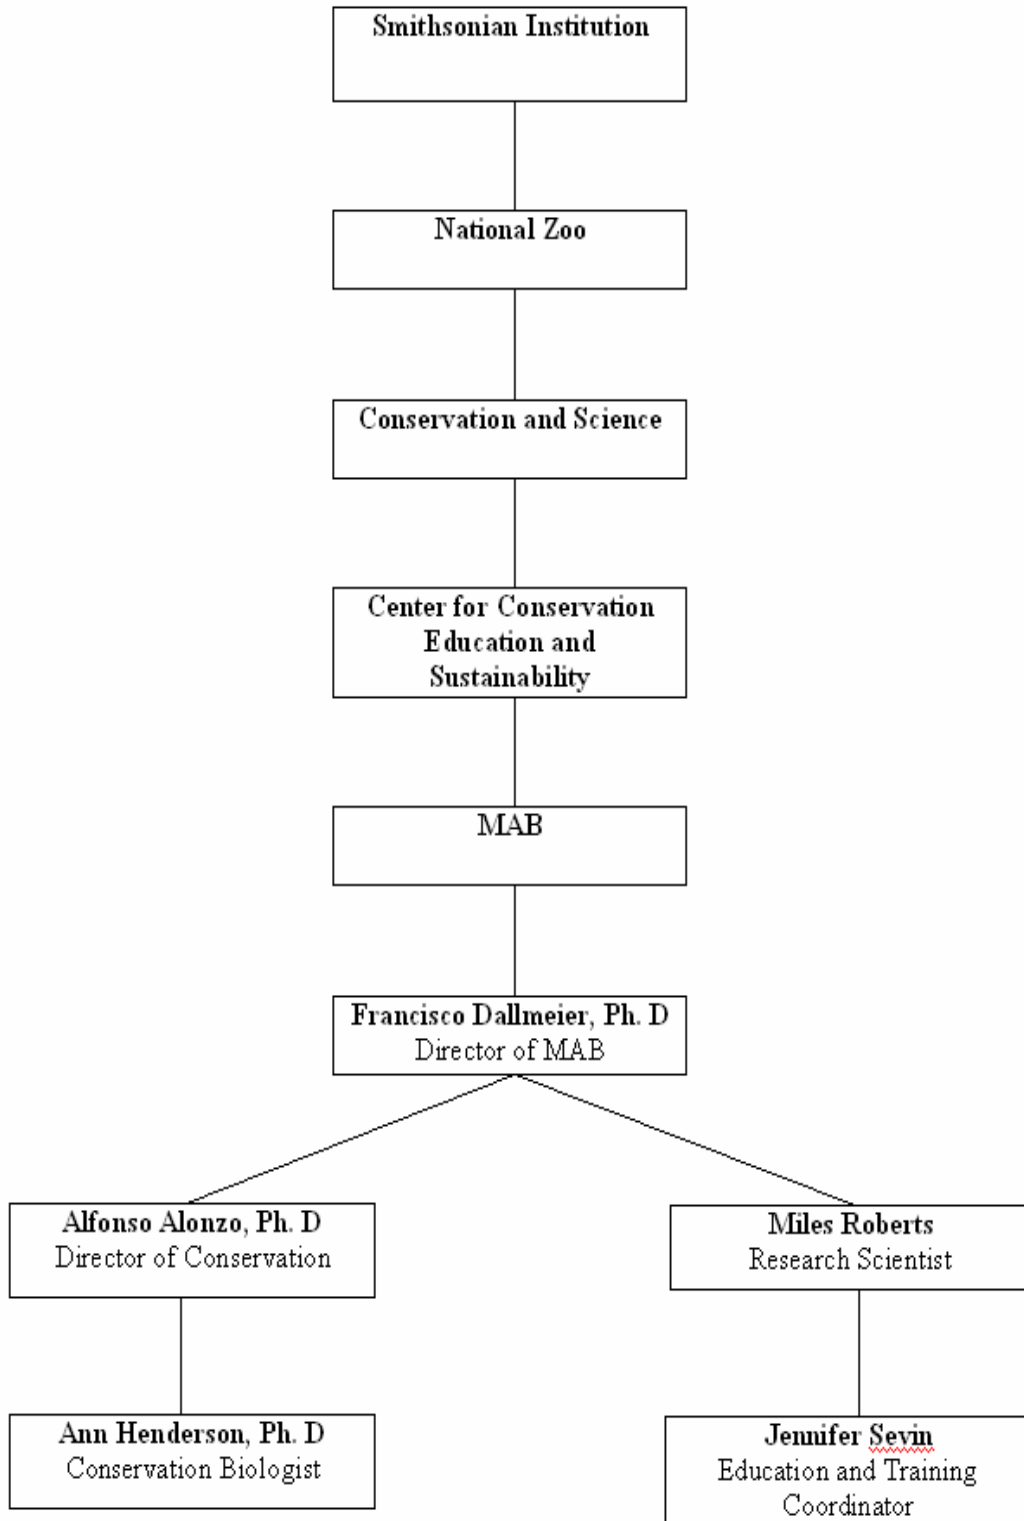 Smithsonian Institution
National Zoo
Conservation and Science
Center for Conservation
Education and
Sustainability
MAB
Francisco Dallmeier, Ph. D
Director of MAB
Alfonso Alonzo, Ph. D
Director of Conservation
Miles Roberts
Research Scientist
Ann Henderson, Ph. D
Conservation Biologist
Jennifer Sevin
Education and Training
Coordinator